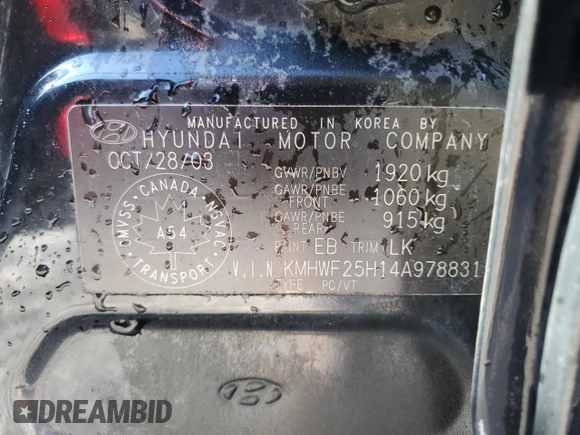 MANUFACTURED IN KOREA BY
HYUNDAI MOTOR COMPANY
OCT/28/03
GVWR/PNBV 1920 kg
GAWR/PNBE FRONT 1060 kg
GAWR/PNBE REAR 915 kg
PAINT EB TRIM LK
V.I.N KMHWF25H14A978831
TYPE PC/VT
CANADA
CMVSS NSVAC
A54
TRANSPORT
DREAMBID